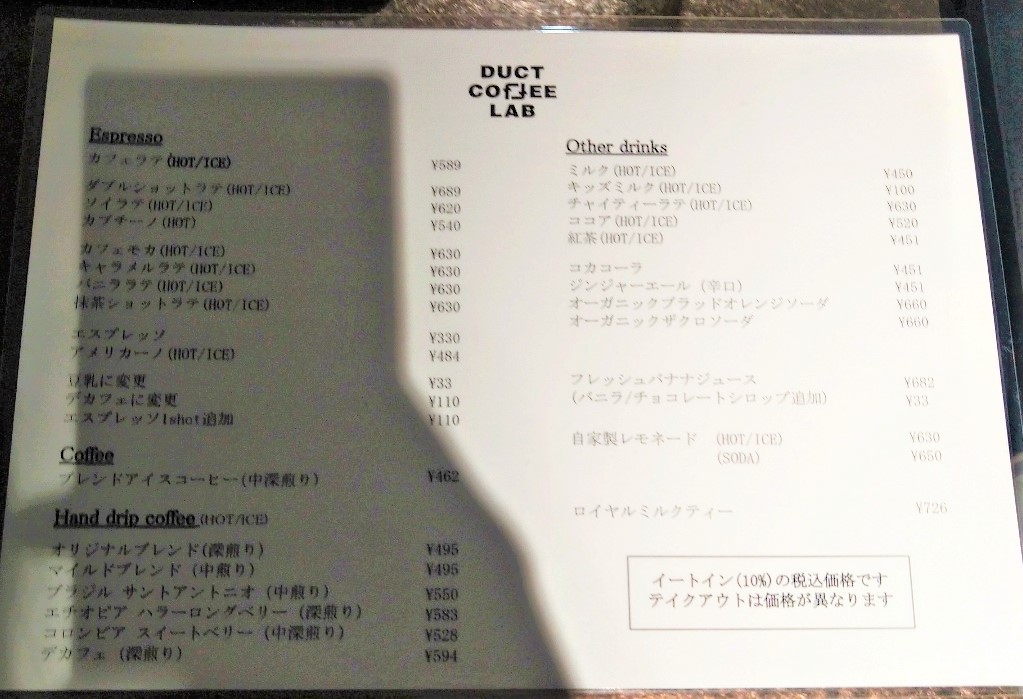 DUCT
COFFEE
LAB
Espresso
カフェラテ(HOT/ICE) ¥589
ダブルショットラテ(HOT/ICE) ¥689
ソイラテ(HOT/ICE) ¥620
カプチーノ(HOT) ¥540
カフェモカ(HOT/ICE) ¥630
キャラメルラテ(HOT/ICE) ¥630
バニララテ(HOT/ICE) ¥630
抹茶ショットラテ(HOT/ICE) ¥630
エスプレッソ ¥330
アメリカーノ(HOT/ICE) ¥484
豆乳に変更 ¥33
デカフェに変更 ¥110
エスプレッソ1shot追加 ¥110
Coffee
ブレンドアイスコーヒー(中深煎り) ¥462
Hand drip coffee (HOT/ICE)
オリジナルブレンド(深煎り) ¥495
マイルドブレンド (中煎り) ¥495
ブラジル サントアントニオ (中煎り) ¥550
エチオピア ハラーロングベリー (深煎り) ¥583
コロンビア スイートベリー (中深煎り) ¥528
デカフェ (深煎り) ¥594
Other drinks
ミルク(HOT/ICE) ¥450
キッズミルク(HOT/ICE) ¥100
チャイティーラテ(HOT/ICE) ¥630
ココア(HOT/ICE) ¥520
紅茶(HOT/ICE) ¥451
コカコーラ ¥451
ジンジャーエール (辛口) ¥451
オーガニックブラッドオレンジソーダ ¥660
オーガニックザクロソーダ ¥660
フレッシュバナナジュース ¥682
(バニラ/チョコレートシロップ追加) ¥33
自家製レモネード (HOT/ICE) ¥630
(SODA) ¥650
ロイヤルミルクティー ¥726
イートイン(10%)の税込価格です
テイクアウトは価格が異なります